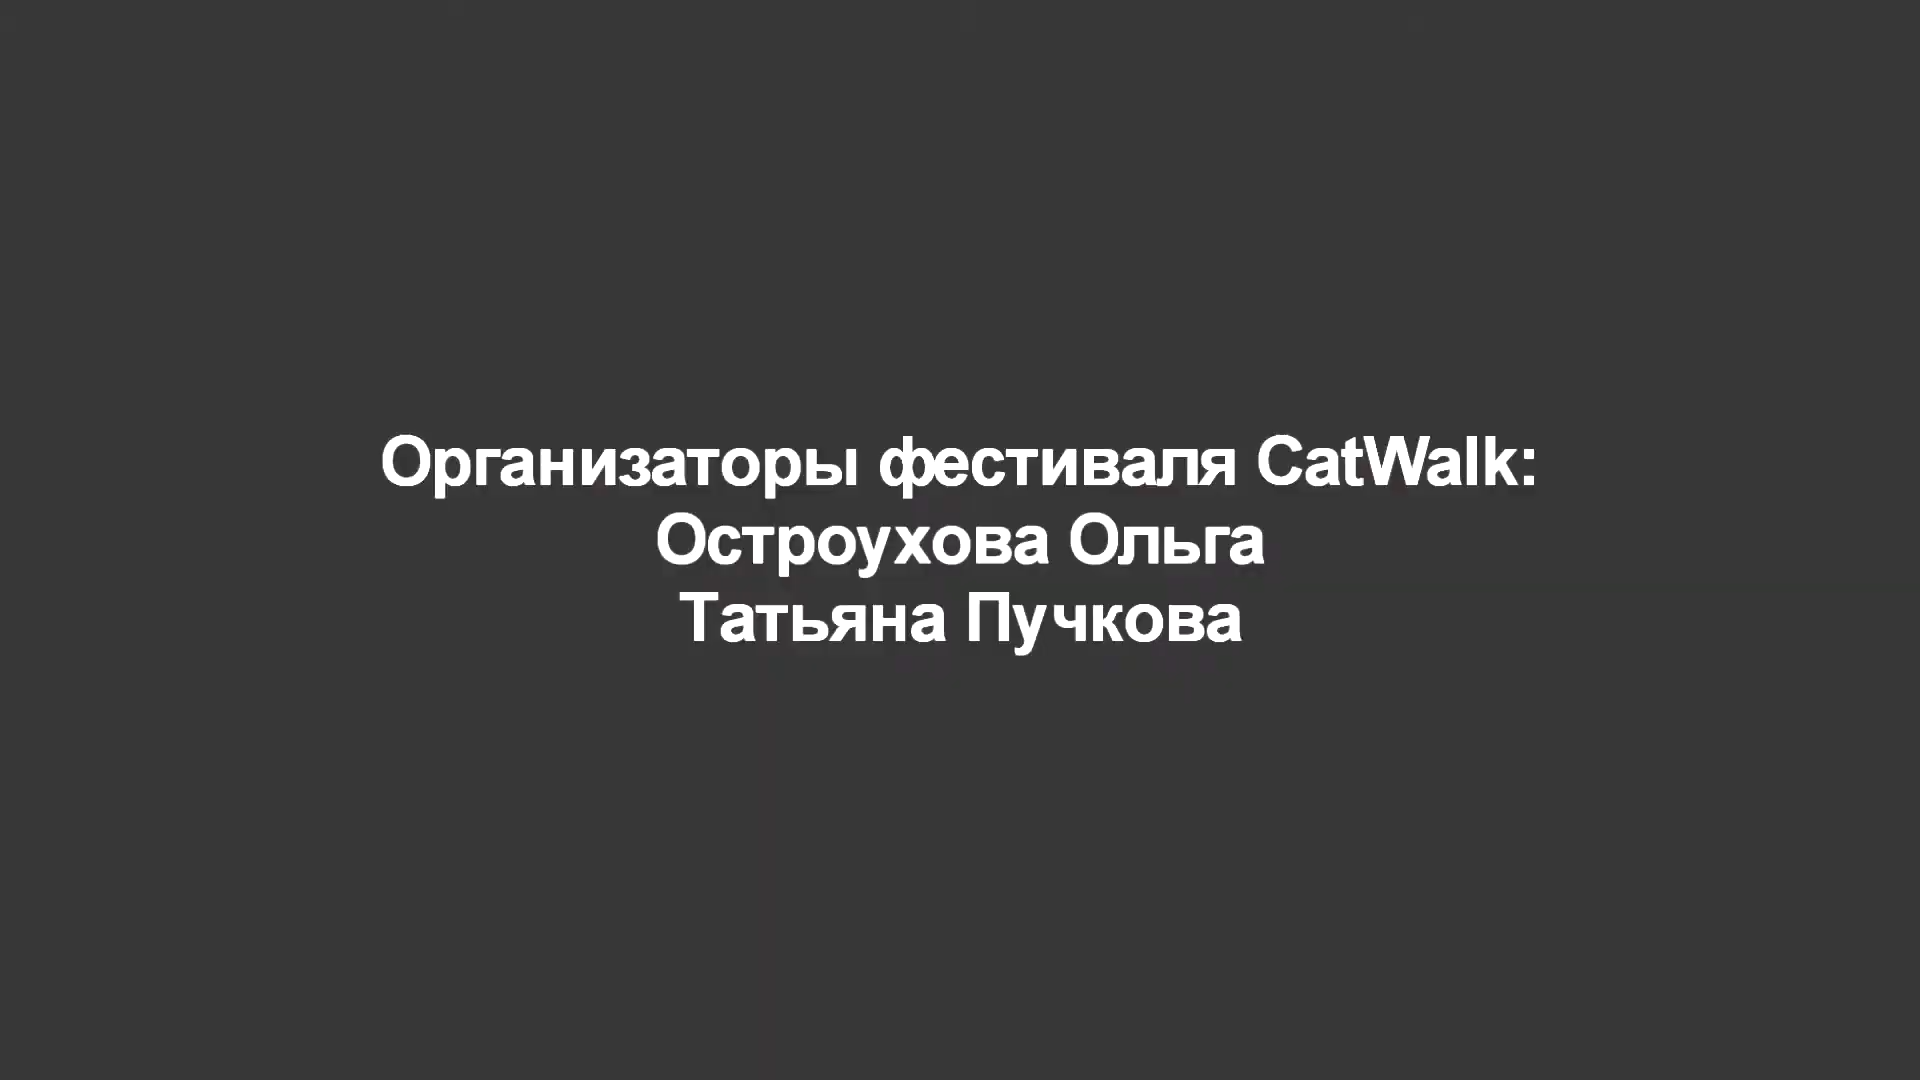 Организаторы фестиваля CatWalk:
Остроухова Ольга
Татьяна Пучкова